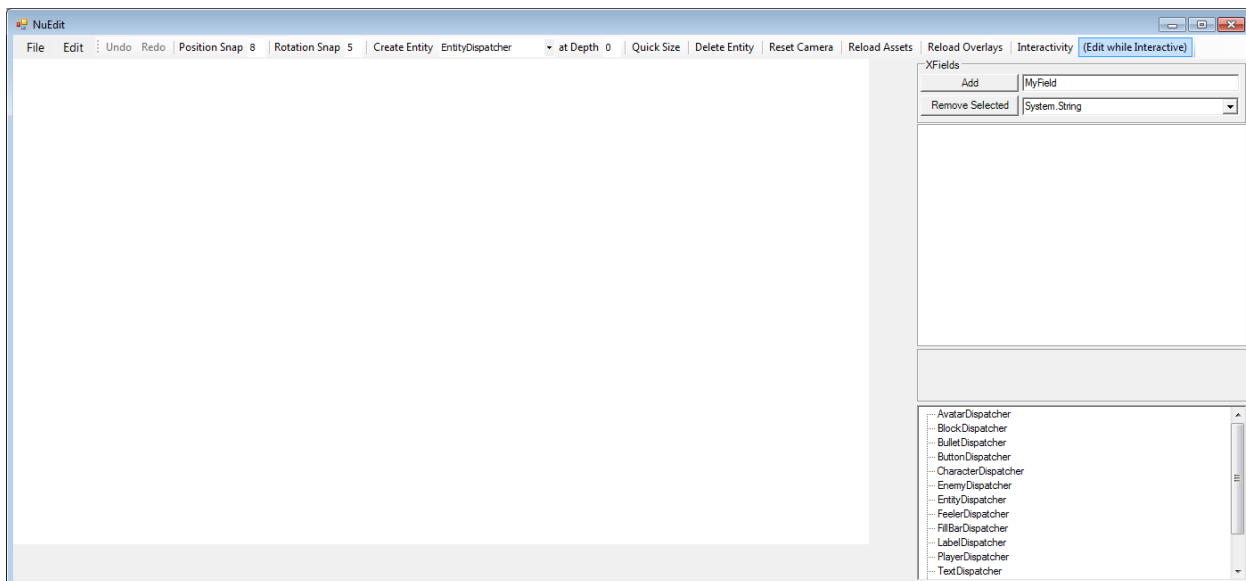 NuEdit
File Edit Undo Redo Position Snap 8 Rotation Snap 5 Create Entity EntityDispatcher at Depth 0 Quick Size Delete Entity Reset Camera Reload Assets Reload Overlays Interactivity (Edit while Interactive)
XFields
Add MyField
Remove Selected System.String
AvatarDispatcher
BlockDispatcher
BulletDispatcher
ButtonDispatcher
CharacterDispatcher
EnemyDispatcher
EntityDispatcher
FeelerDispatcher
FillBarDispatcher
LabelDispatcher
PlayerDispatcher
TextDispatcher